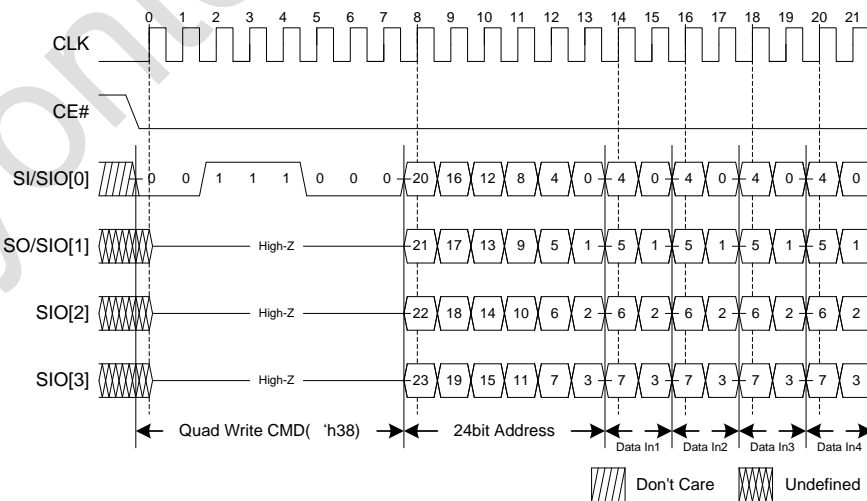 0 1 2 3 4 5 6 7 8 9 10 11 12 13 14 15 16 17 18 19 20 21
CLK
CE#
SI/SIO[0] 0 0 1 1 1 0 0 0 20 16 12 8 4 0 4 0 4 0 4 0 4 0
SO/SIO[1] High-Z 21 17 13 9 5 1 5 1 5 1 5 1 5 1
SIO[2] High-Z 22 18 14 10 6 2 6 2 6 2 6 2 6 2
SIO[3] High-Z 23 19 15 11 7 3 7 3 7 3 7 3 7 3
Quad Write CMD( 'h38) 24bit Address Data In1 Data In2 Data In3 Data In4
Don't Care Undefined